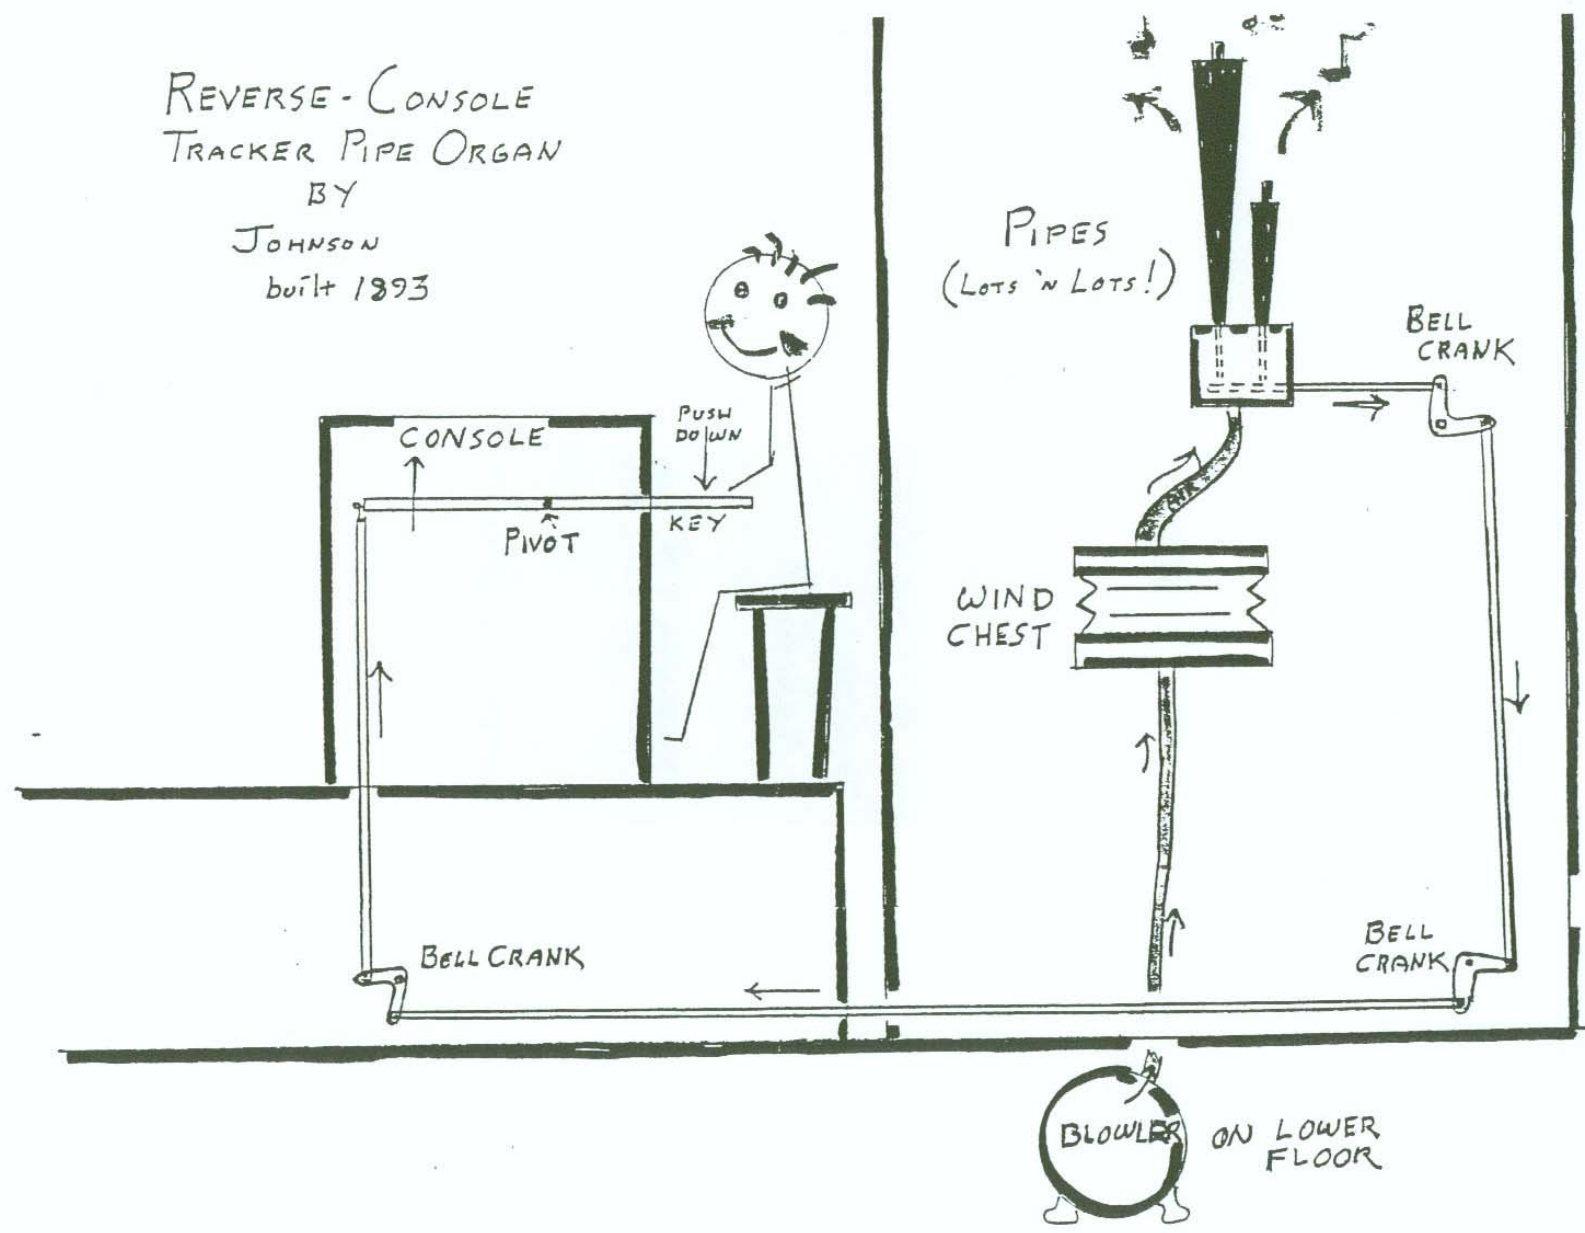 REVERSE-CONSOLE
TRACKER PIPE ORGAN
BY
JOHNSON
built 1893
PIPES
(LOTS 'N LOTS!)
BELL
CRANK
PUSH
DOWN
CONSOLE
KEY
PIVOT
AIR
WIND
CHEST
BELL CRANK
BELL
CRANK
BLOWER
ON LOWER
FLOOR